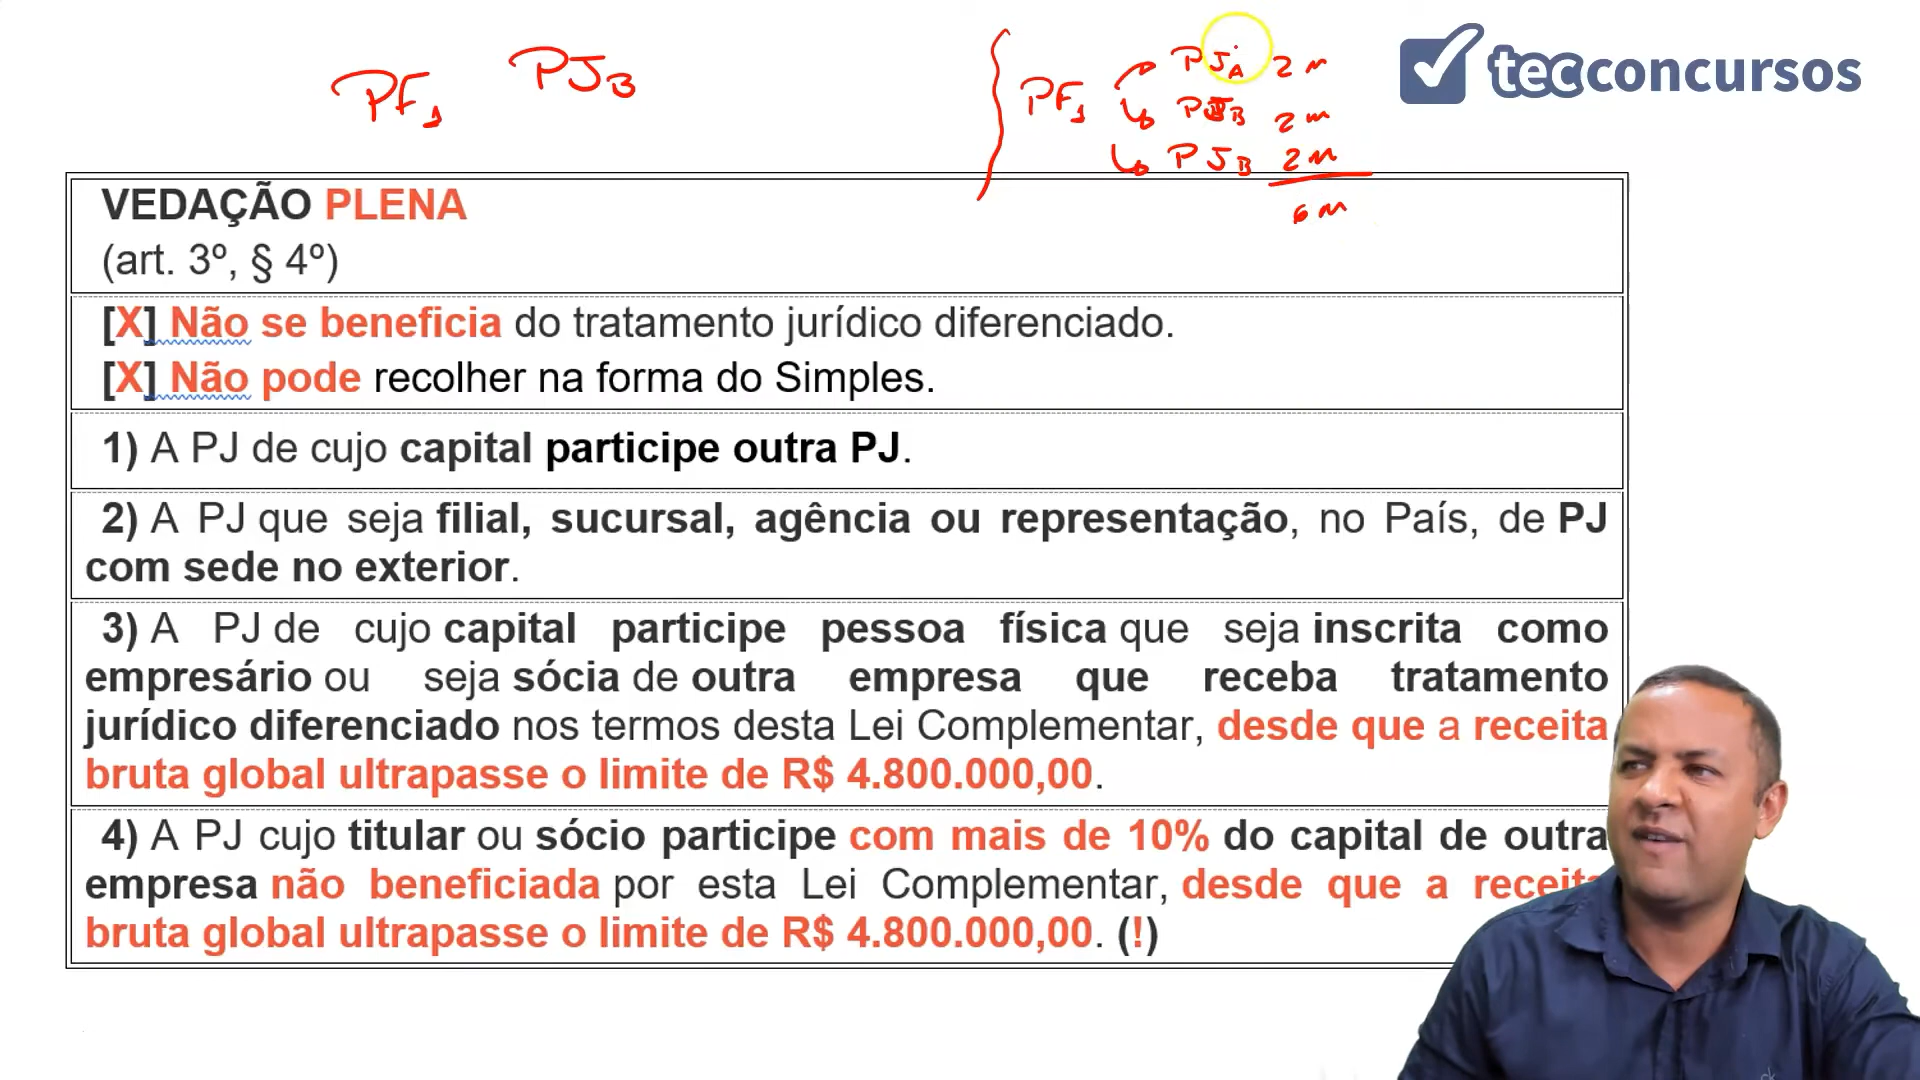 PF1 PJB
PF1 PJA 2M
PJB 2M
PJB 2M
6M
tecconcursos
VEDAÇÃO PLENA
(art. 3º, § 4º)
[X] Não se beneficia do tratamento jurídico diferenciado.
[X] Não pode recolher na forma do Simples.
1) A PJ de cujo capital participe outra PJ.
2) A PJ que seja filial, sucursal, agência ou representação, no País, de PJ
com sede no exterior.
3) A PJ de cujo capital participe pessoa física que seja inscrita como
empresário ou seja sócia de outra empresa que receba tratamento
jurídico diferenciado nos termos desta Lei Complementar, desde que a receita
bruta global ultrapasse o limite de R$ 4.800.000,00.
4) A PJ cujo titular ou sócio participe com mais de 10% do capital de outra
empresa não beneficiada por esta Lei Complementar, desde que a receita
bruta global ultrapasse o limite de R$ 4.800.000,00. (!)